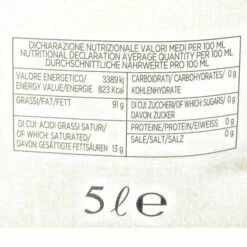 DICHIARAZIONE NUTRIZIONALE VALORI MEDI PER 100 ML
NUTRITIONAL DECLARATION AVERAGE QUANTITY PER 100 ML
DURCHSCHNITTLICHE NÄHRWERTE PRO 100 ML
VALORE ENERGETICO/ 3389 kJ
ENERGY VALUE/ENERGIE 823 Kcal
GRASSI/FAT/FETT 91 g
DI CUI: ACIDI GRASSI SATURI/
OF WHICH: SATURATED/
DAVON: GESÄTTIGTE FETTSÄUREN 13 g
CARBOIDRATI/ CARBOHYDRATES/ 0 g
KOHLENHYDRATE
DI CUI: ZUCCHERI/OF WHICH: SUGARS/ 0 g
DAVON: ZUCKER
PROTEINE/PROTEIN/EIWEISS 0 g
SALE/SALT/SALZ 0 g
5 ℓ e